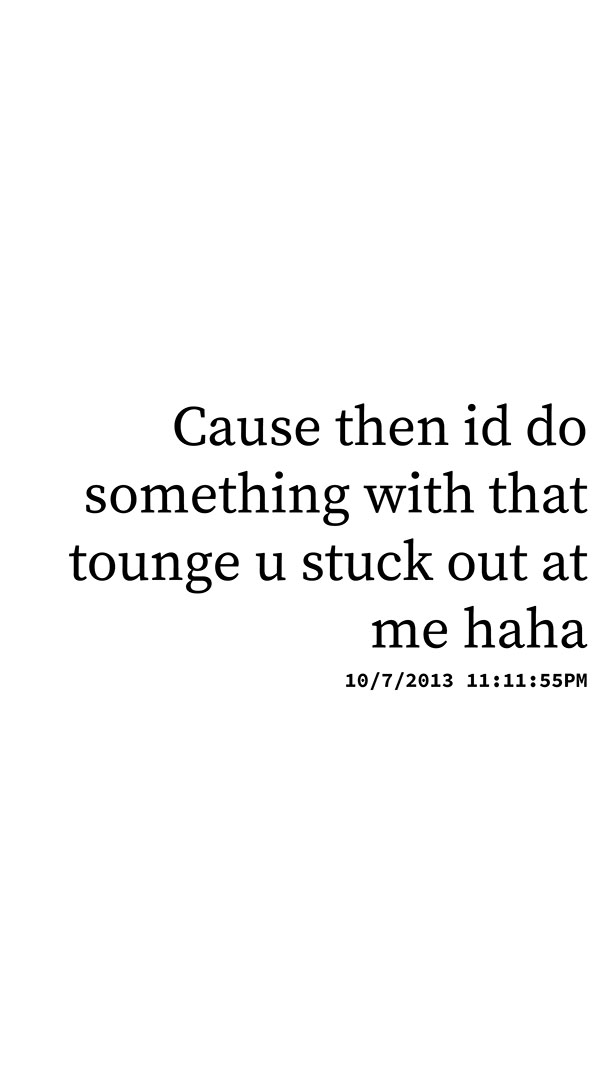 Cause then id do
something with that
tounge u stuck out at
me haha
10/7/2013 11:11:55PM